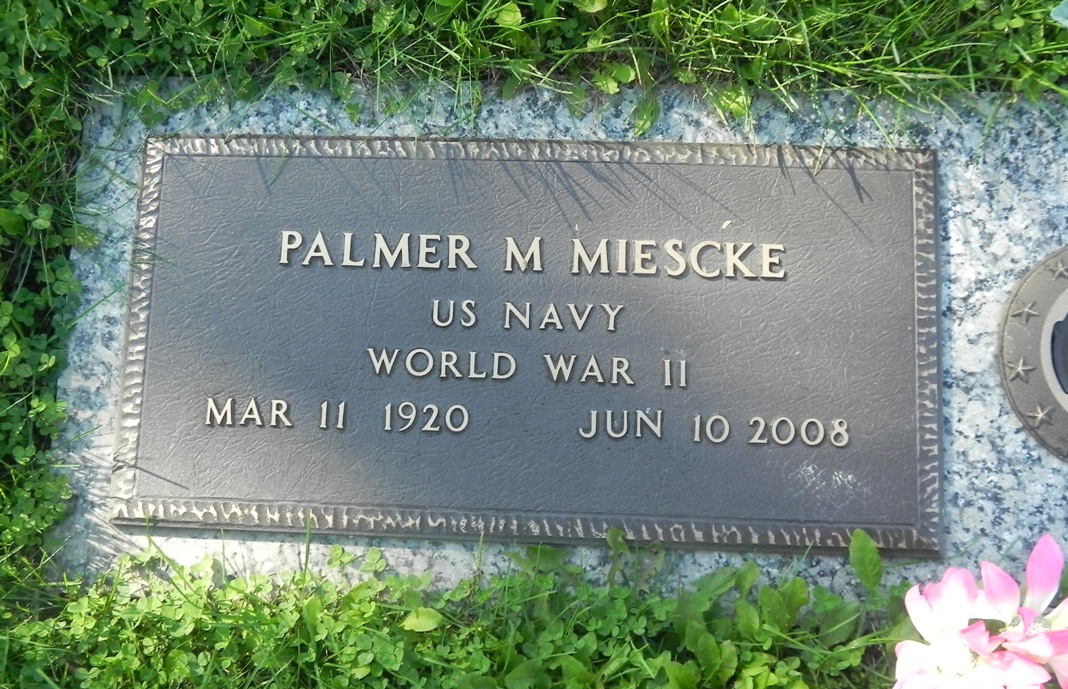 PALMER M MIESCKE
US NAVY
WORLD WAR II
MAR 11 1920 JUN 10 2008